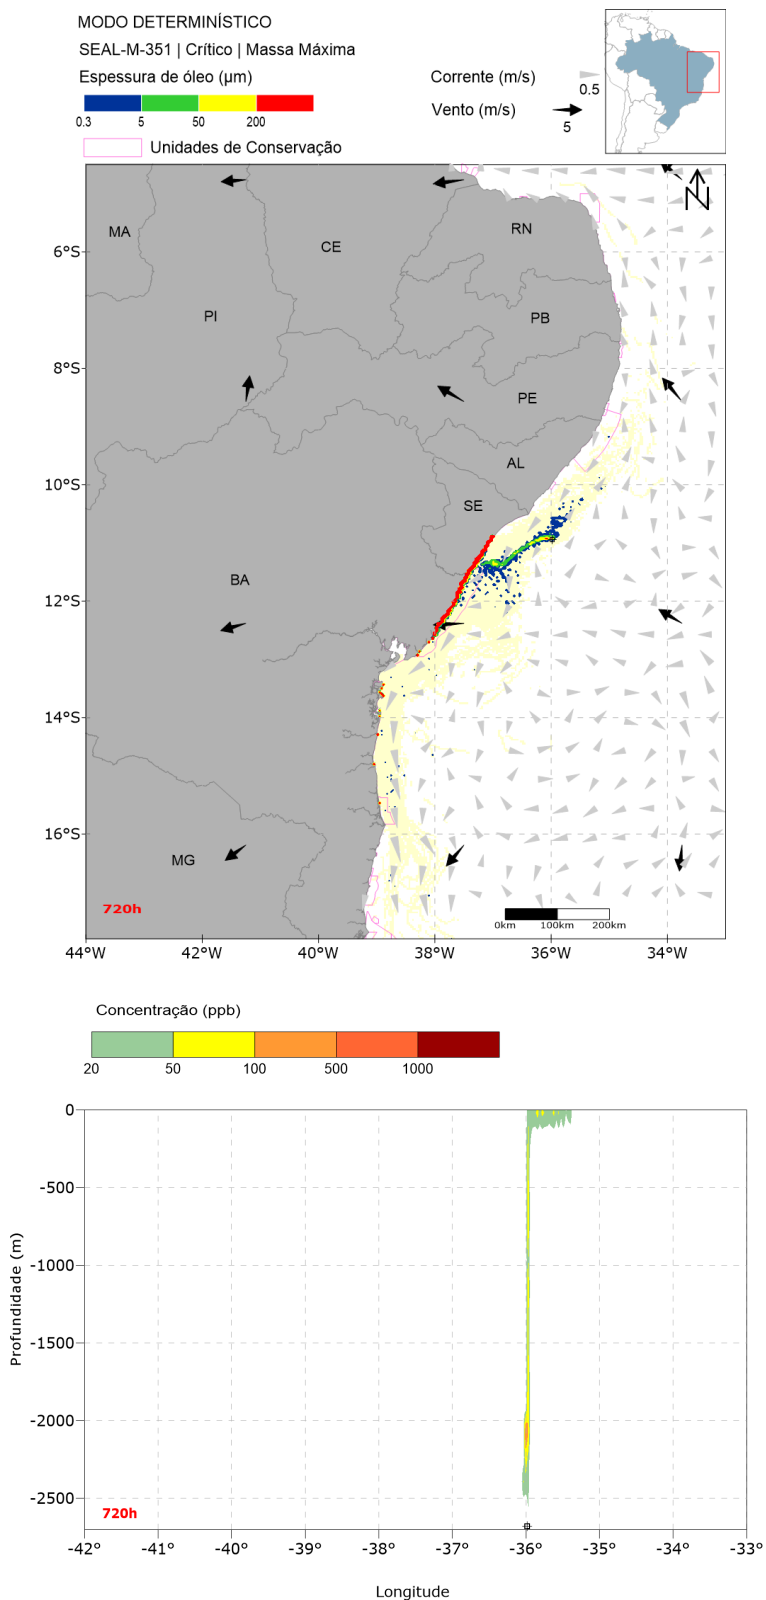 MODO DETERMINÍSTICO
SEAL-M-351 | Crítico | Massa Máxima
Espessura de óleo (µm)
0.3 5 50 200
Unidades de Conservação
Corrente (m/s)
0.5
Vento (m/s)
5
N
MA
CE
RN
PI
PB
PE
AL
SE
BA
MG
6°S
8°S
10°S
12°S
14°S
16°S
720h
0km 100km 200km
44°W 42°W 40°W 38°W 36°W 34°W
Concentração (ppb)
20 50 100 500 1000
0
-500
-1000
-1500
-2000
-2500
Profundidade (m)
720h
-42° -41° -40° -39° -38° -37° -36° -35° -34° -33°
Longitude